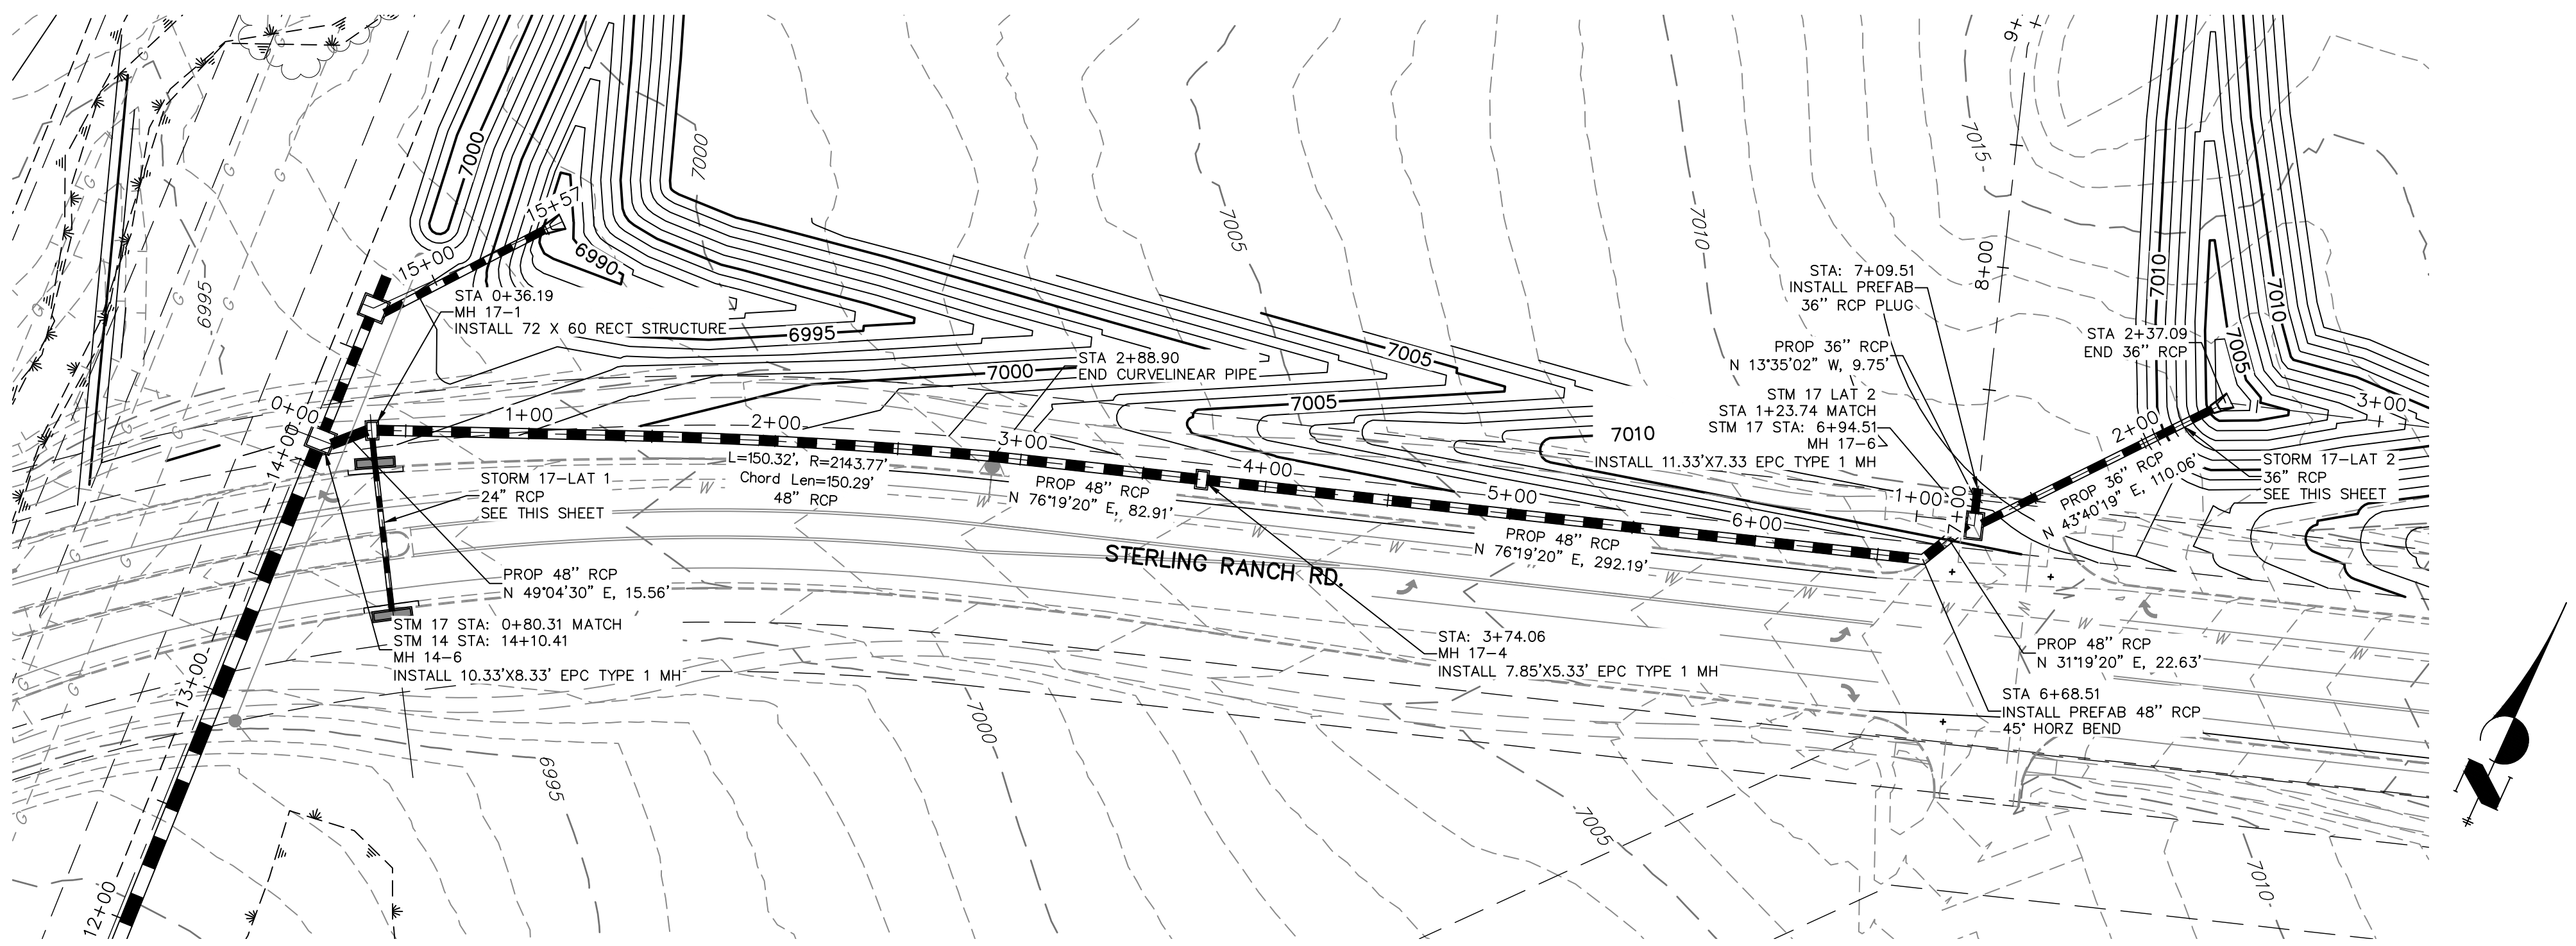 9+
7000
7000
15+57
6990
15+00
6995
STA 0+36.19
MH 17-1
INSTALL 72 X 60 RECT STRUCTURE
6995
7005
7010
7015
8+00
7010
7010
7005
STA: 7+09.51
INSTALL PREFAB
36'' RCP PLUG
STA 2+37.09
END 36'' RCP
PROP 36'' RCP
N 13°35'02" W, 9.75'
STM 17 LAT 2
STA 1+23.74 MATCH
STM 17 STA: 6+94.51
MH 17-6
INSTALL 11.33'X7.33 EPC TYPE 1 MH
STA 2+88.90
END CURVELINEAR PIPE
7000
7005
7005
7010
0+00
1+00
2+00
3+00
4+00
5+00
6+00
7+00
1+00
2+00
3+00
L=150.32', R=2143.77'
Chord Len=150.29'
48'' RCP
PROP 48'' RCP
N 76°19'20" E, 82.91'
PROP 48'' RCP
N 76°19'20" E, 292.19'
PROP 36'' RCP
N 43°40'19" E, 110.06'
STORM 17-LAT 2
36'' RCP
SEE THIS SHEET
14+00
STORM 17-LAT 1
24" RCP
SEE THIS SHEET
STERLING RANCH RD.
PROP 48'' RCP
N 49°04'30" E, 15.56'
STM 17 STA: 0+80.31 MATCH
STM 14 STA: 14+10.41
MH 14-6
INSTALL 10.33'X8.33' EPC TYPE 1 MH
STA: 3+74.06
MH 17-4
INSTALL 7.85'X5.33' EPC TYPE 1 MH
PROP 48'' RCP
N 31°19'20" E, 22.63'
STA 6+68.51
INSTALL PREFAB 48'' RCP
45° HORZ BEND
13+00
12+00
6995
7000
7005
7010
G
G
G
G
G
G
G
G
G
G
W
W
W
W
W
W
W
W
W
N